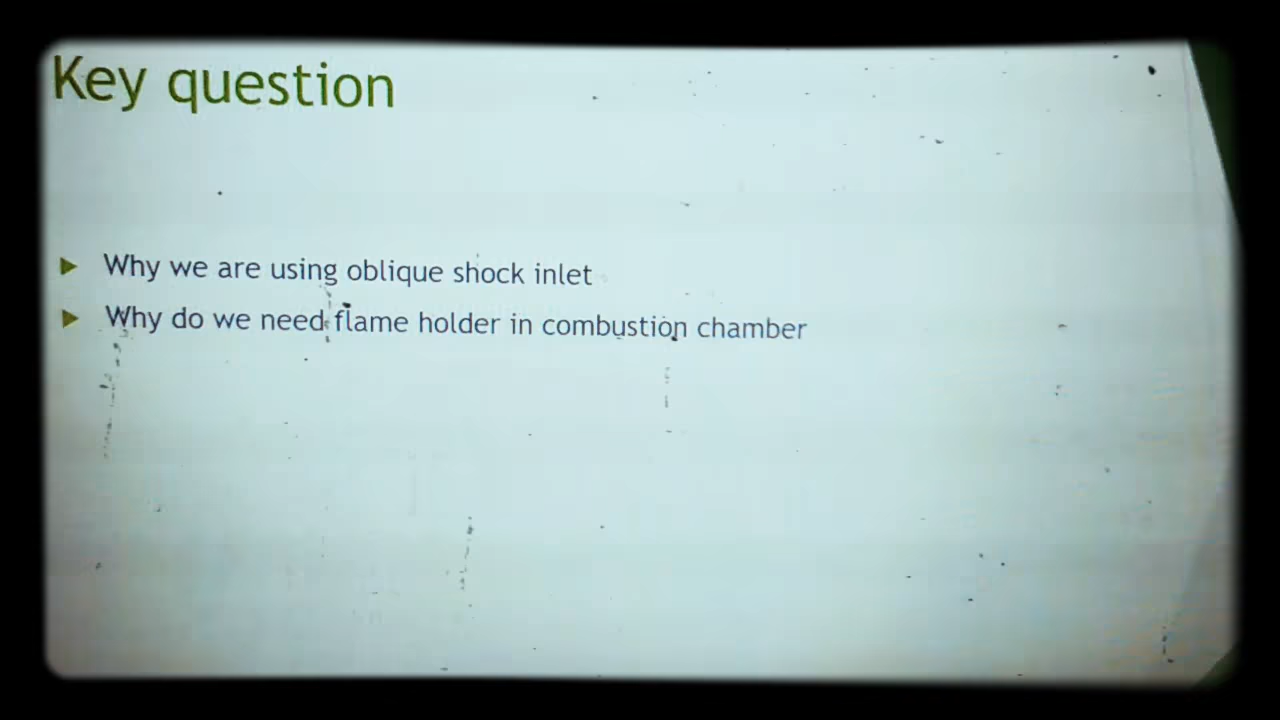 Key question
Why we are using oblique shock inlet
Why do we need flame holder in combustion chamber